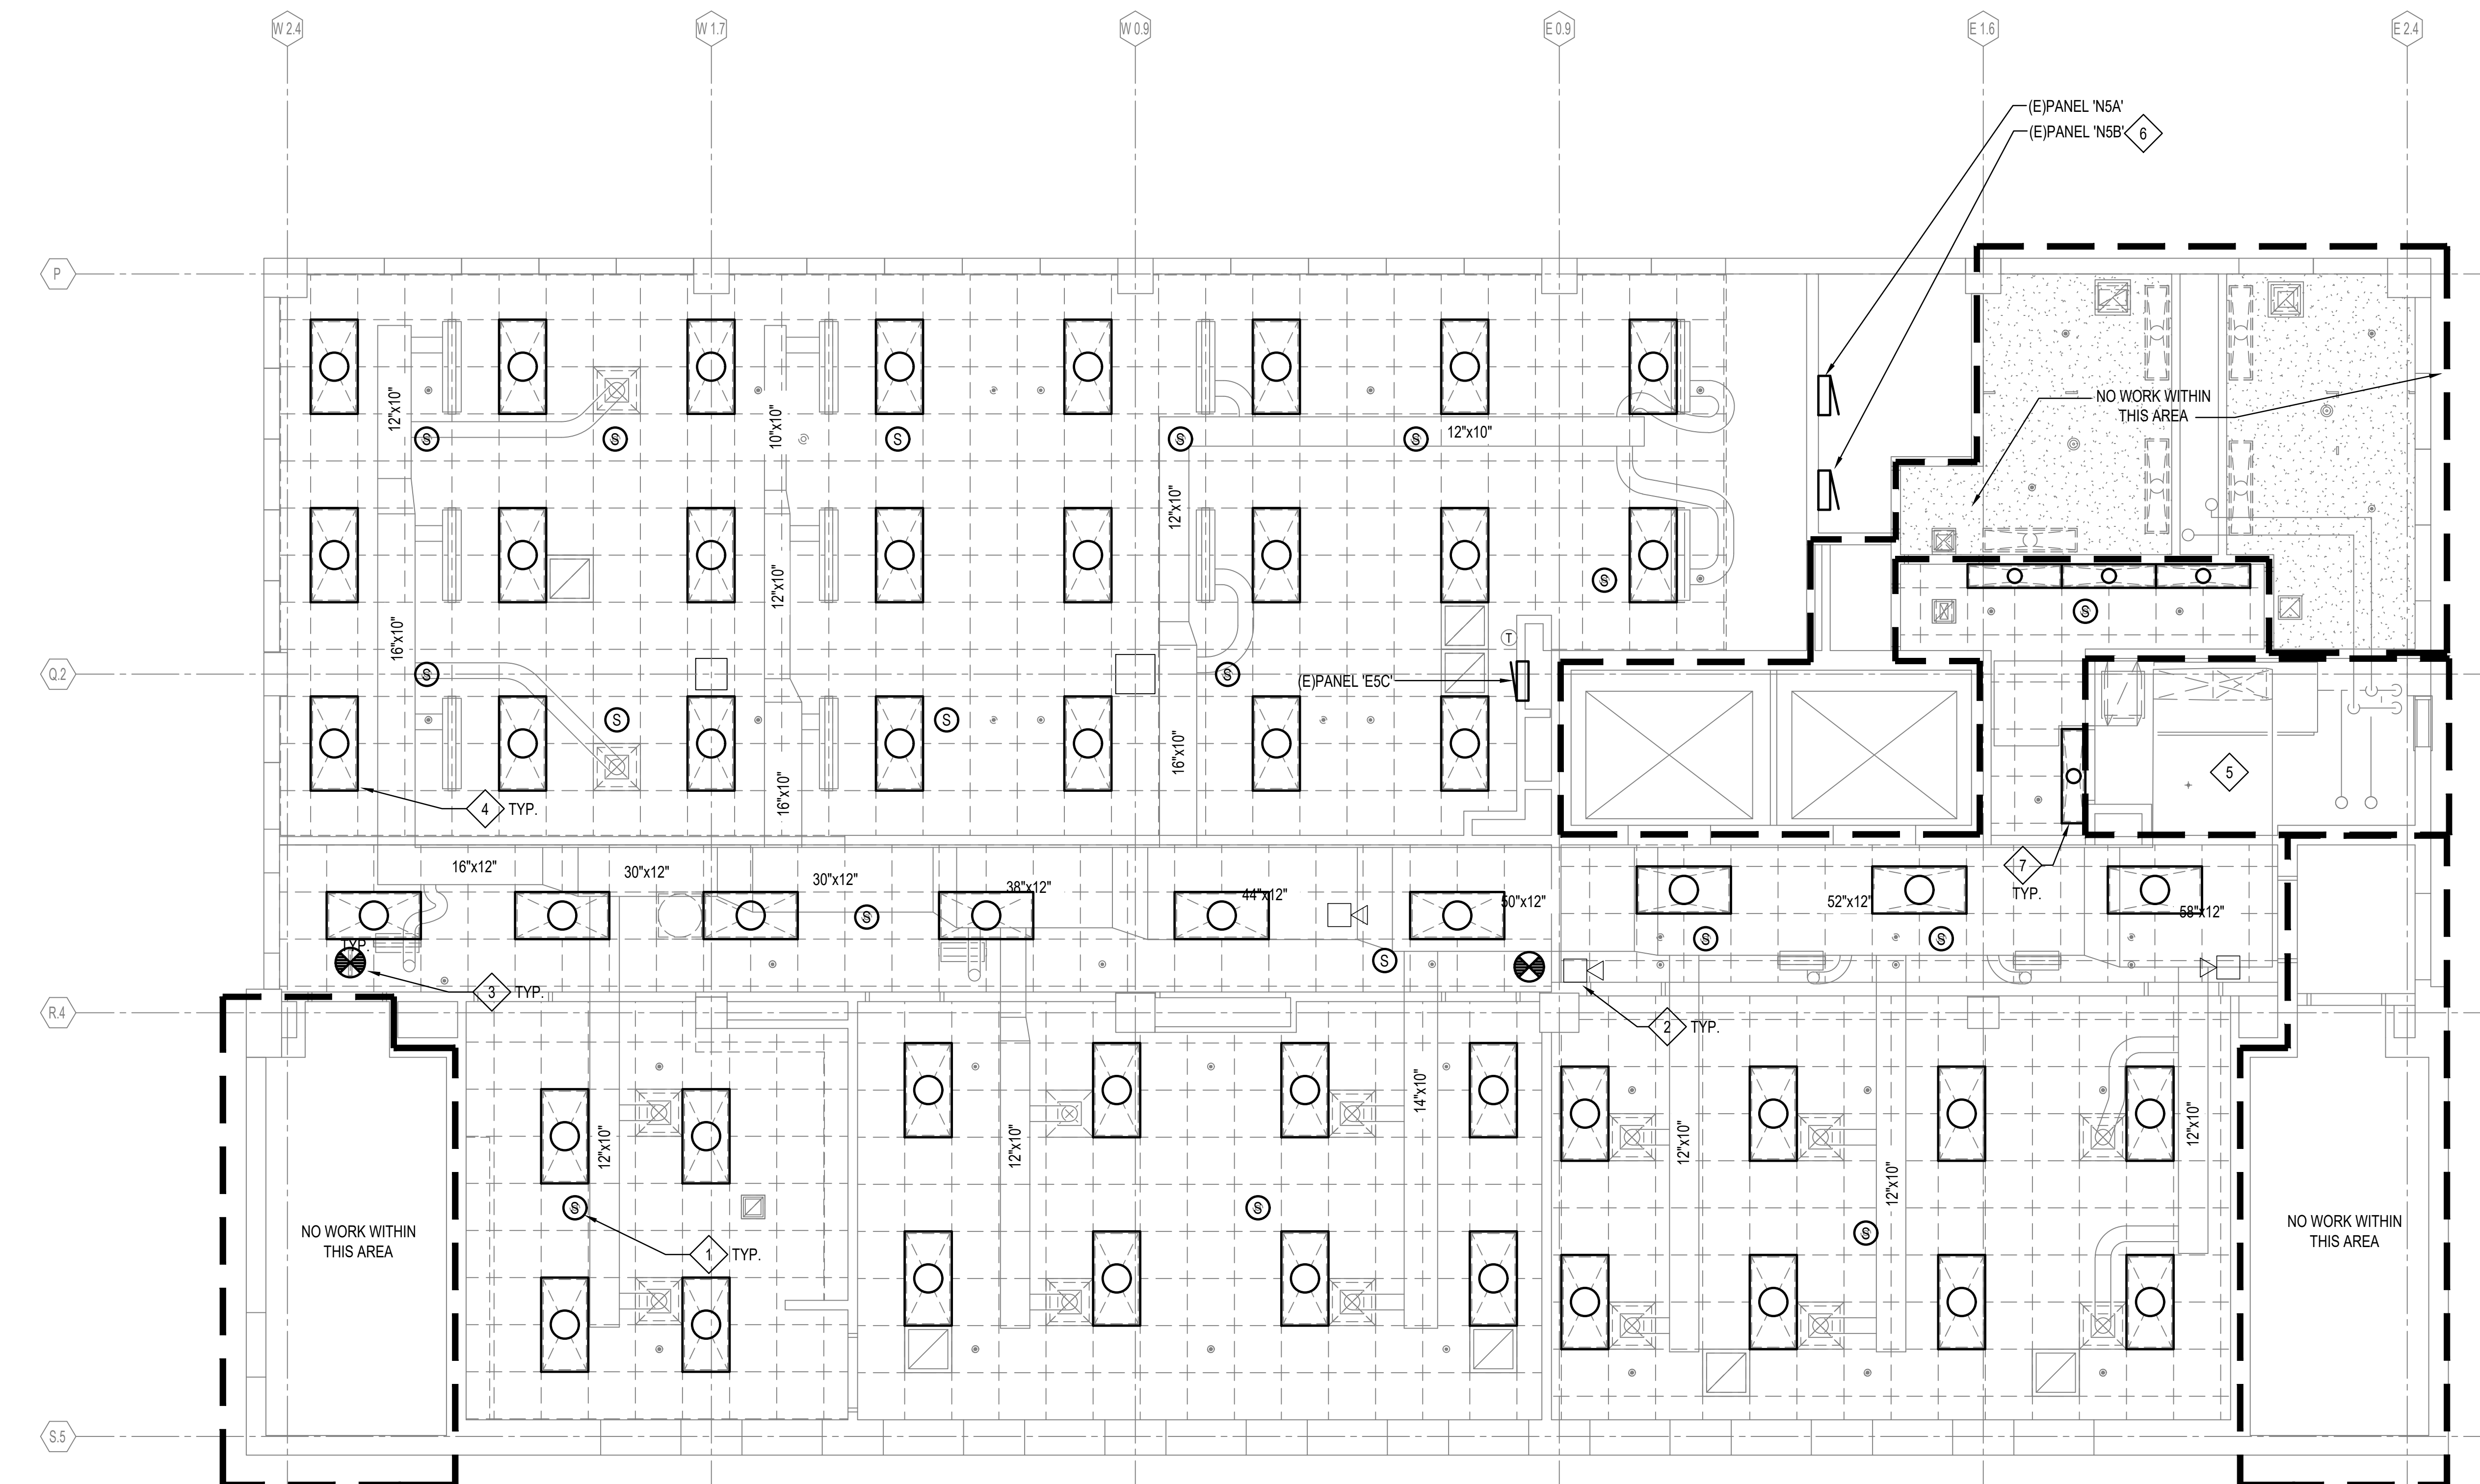 W 2.4
W 1.7
W 0.9
E 0.9
E 1.6
E 2.4
(E)PANEL 'N5A'
(E)PANEL 'N5B'
6
P
NO WORK WITHIN
THIS AREA
12"x10"
10"x10"
12"x10"
S
S
S
S
S
12"x10"
12"x10"
S
S
16"x10"
T
Q.2
S
S
(E)PANEL 'E5C'
S
S
16"x10"
16"x10"
5
4
TYP.
16"x12"
30"x12"
30"x12"
38"x12"
44"x12"
50"x12"
52"x12"
58"x12"
7
TYP.
S
S
S
S
TYP.
3
TYP.
R.4
2
TYP.
14"x10"
12"x10"
12"x10"
12"x10"
12"x10"
12"x10"
S
S
S
NO WORK WITHIN
THIS AREA
1
TYP.
NO WORK WITHIN
THIS AREA
S.5